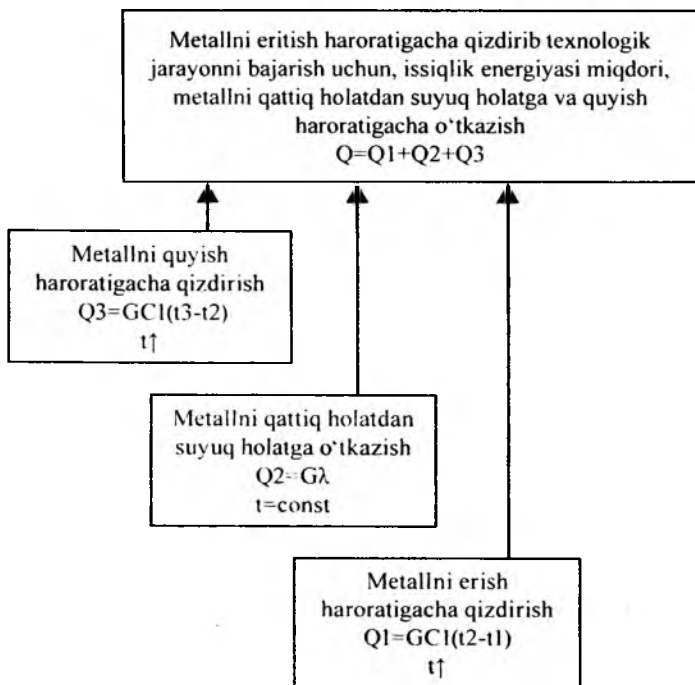 Metallni eritish haroratigacha qizdirib texnologik
jarayonni bajarish uchun, issiqlik energiyasi miqdori,
metallni qattiq holatdan suyuq holatga va quyish
haroratigacha o‘tkazish
Q=Q1+Q2+Q3
Metallni quyish
haroratigacha qizdirish
Q3=GC1(t3-t2)
t↑
Metallni qattiq holatdan
suyuq holatga o‘tkazish
Q2=Gλ
t=const
Metallni erish
haroratigacha qizdirish
Q1=GC1(t2-t1)
t↑